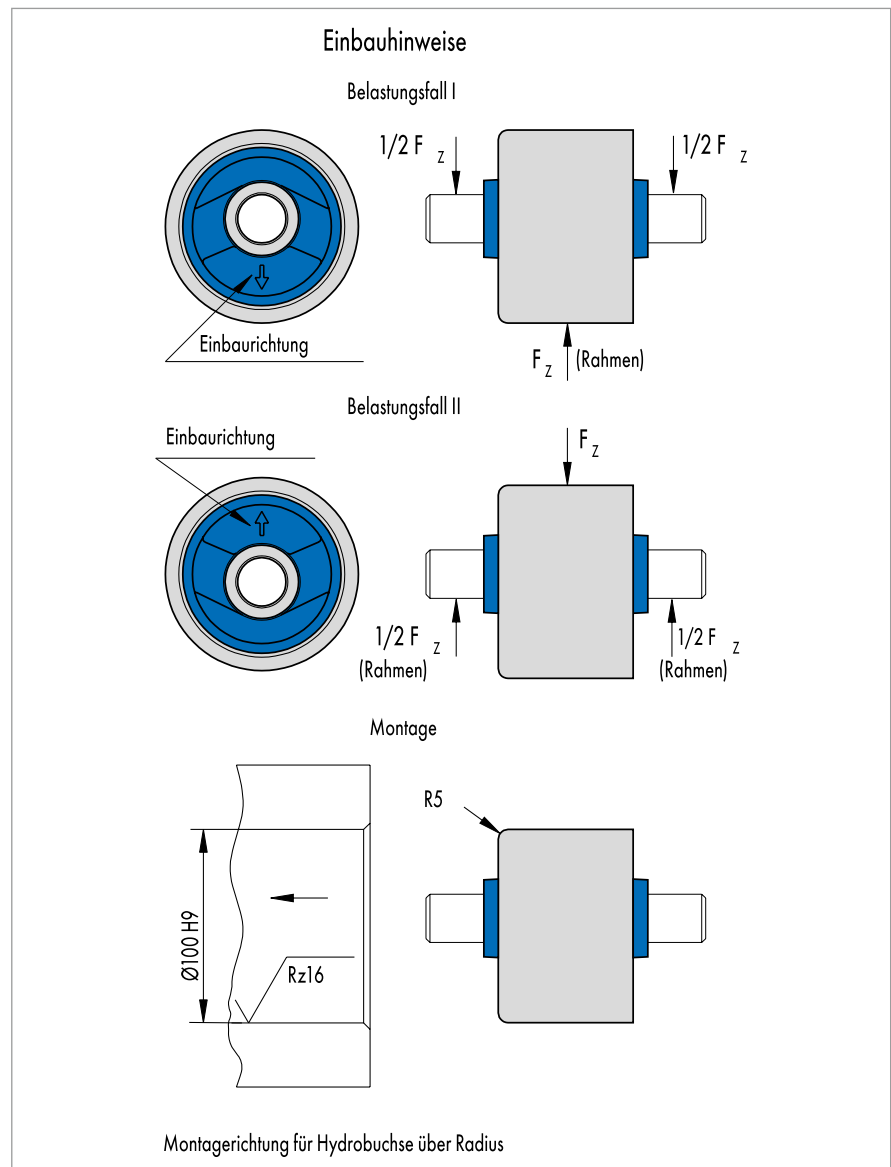 Einbauhinweise
Belastungsfall I
1/2 F Z
1/2 F Z
Einbaurichtung
F Z (Rahmen)
Belastungsfall II
Einbaurichtung
F Z
1/2 F Z
(Rahmen)
1/2 F Z
(Rahmen)
Montage
R5
Ø100 H9
Rz16
Montagerichtung für Hydrobuchse über Radius